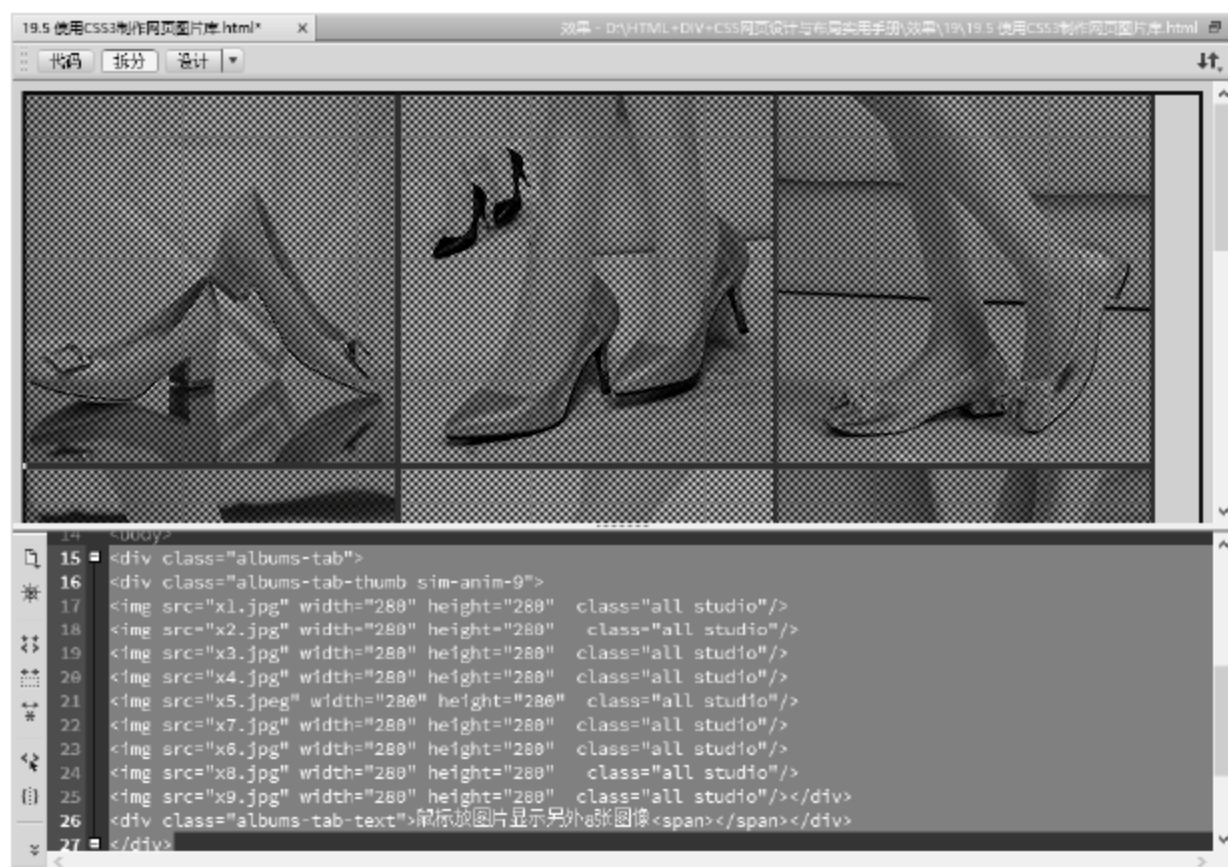 19.5 使用CSS3制作网页图片库.html* ×
效果 - D:\HTML+DIV+CSS网页设计与布局实用手册\效果\19\19.5 使用CSS3制作网页图片库.html
代码 拆分 设计
14 <body>
15 <div class="albums-tab">
16 <div class="albums-tab-thumb sim-anim-9">
17 <img src="x1.jpg" width="280" height="280" class="all studio"/>
18 <img src="x2.jpg" width="280" height="280" class="all studio"/>
19 <img src="x3.jpg" width="280" height="280" class="all studio"/>
20 <img src="x4.jpg" width="280" height="280" class="all studio"/>
21 <img src="x5.jpeg" width="280" height="280" class="all studio"/>
22 <img src="x7.jpg" width="280" height="280" class="all studio"/>
23 <img src="x6.jpg" width="280" height="280" class="all studio"/>
24 <img src="x8.jpg" width="280" height="280" class="all studio"/>
25 <img src="x9.jpg" width="280" height="280" class="all studio"/></div>
26 <div class="albums-tab-text">鼠标放图片显示另外8张图像<span></span></div>
27 </div>